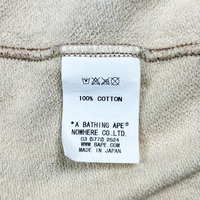 100% COTTON
*A BATHING APE®
NOWHERE CO.,LTD.
03 (5772) 2524
WWW.BAPE.COM
MADE IN JAPAN